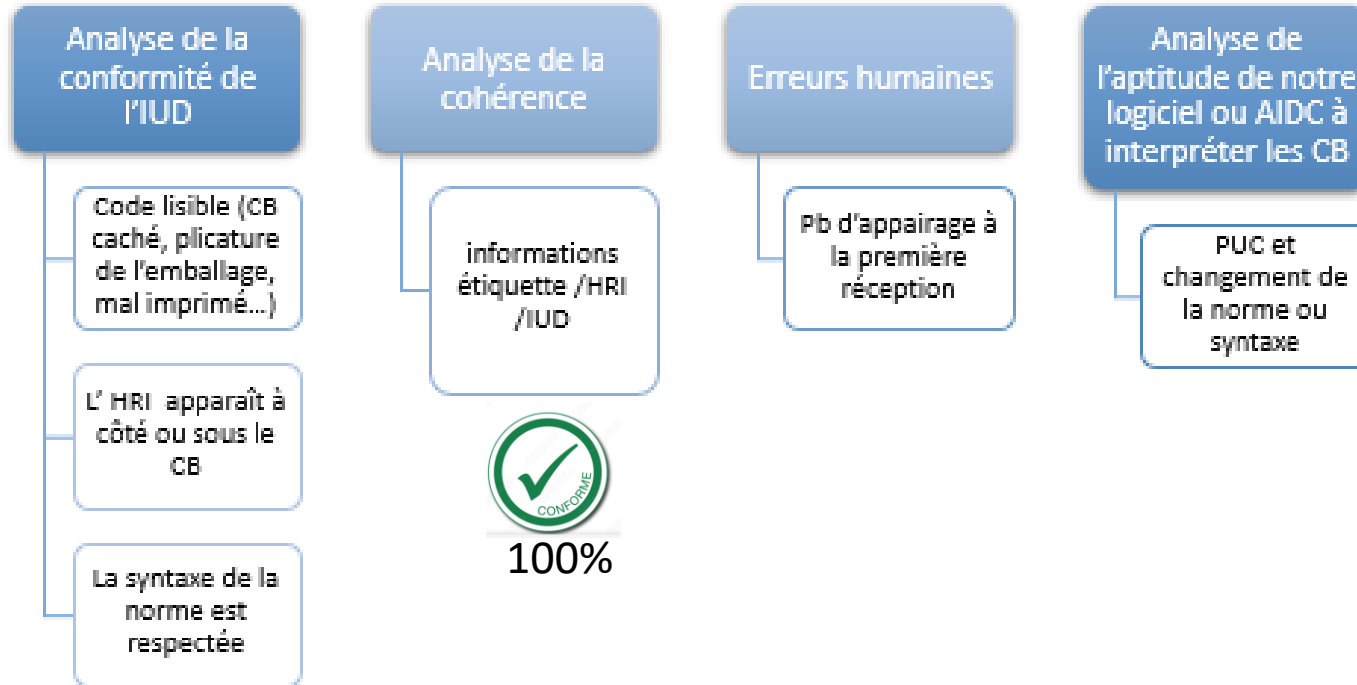 Analyse de la
conformité de
l'IUD
Code lisible (CB
caché, plicature
de l'emballage,
mal imprimé...)
L' HRI apparaît à
côté ou sous le
CB
La syntaxe de la
norme est
respectée
Analyse de la
cohérence
informations
étiquette /HRI
/IUD
CONFORME
100%
Erreurs humaines
Pb d'appairage à
la première
réception
Analyse de
l'aptitude de notre
logiciel ou AIDC à
interpréter les CB
PUC et
changement de
la norme ou
syntaxe